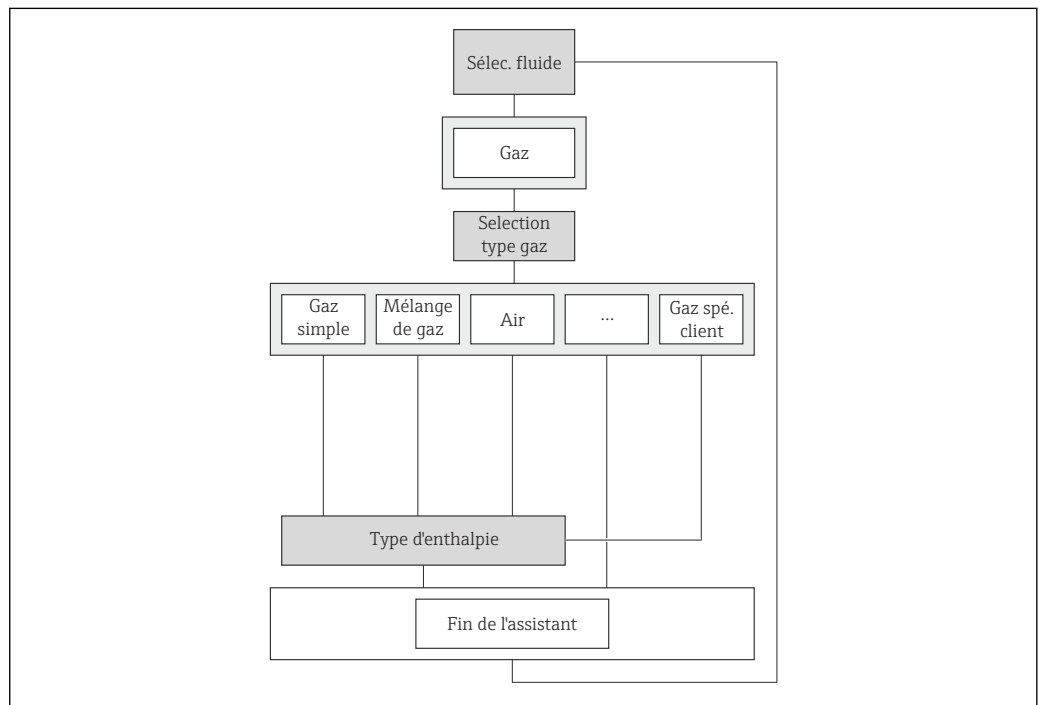 Sélec. fluide
Gaz
Selection
type gaz
Gaz
simple
Mélange
de gaz
Air
...
Gaz spé.
client
Type d'enthalpie
Fin de l'assistant